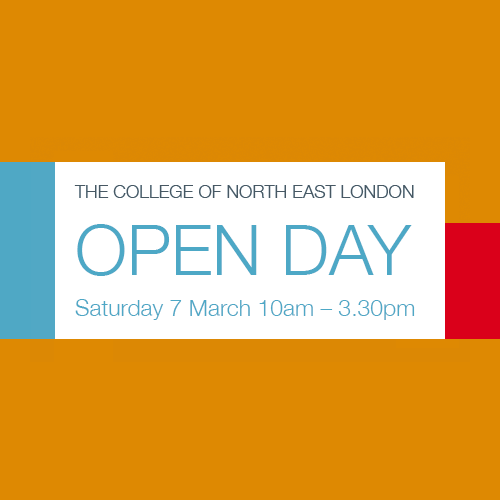 THE COLLEGE OF NORTH EAST LONDON
OPEN DAY
Saturday 7 March 10am – 3.30pm